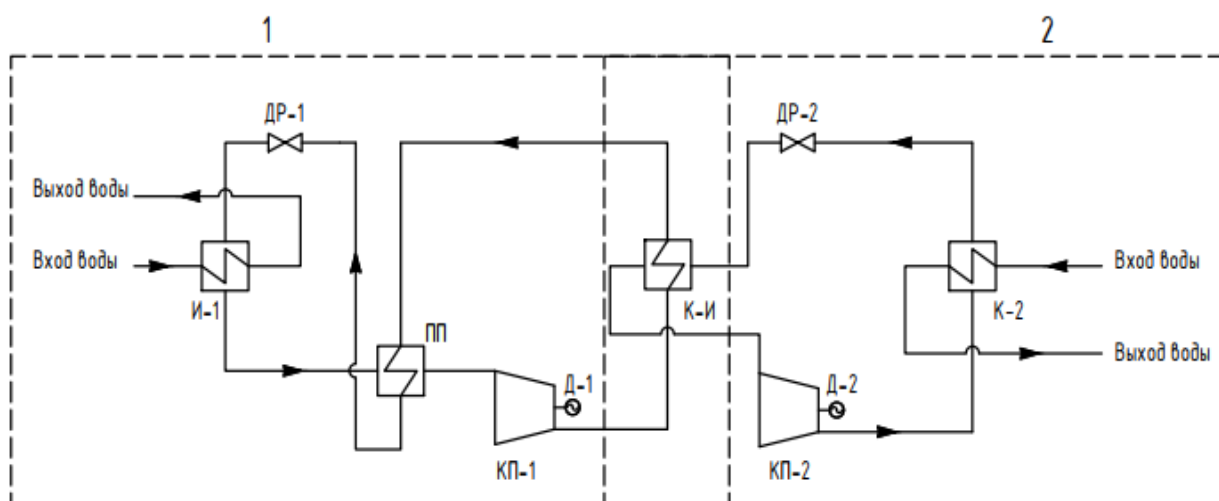 1
2
ДР-1
ДР-2
Выход воды
Вход воды
Вход воды
И-1
К-И
К-2
ПП
Выход воды
Д-1
Д-2
КП-1
КП-2